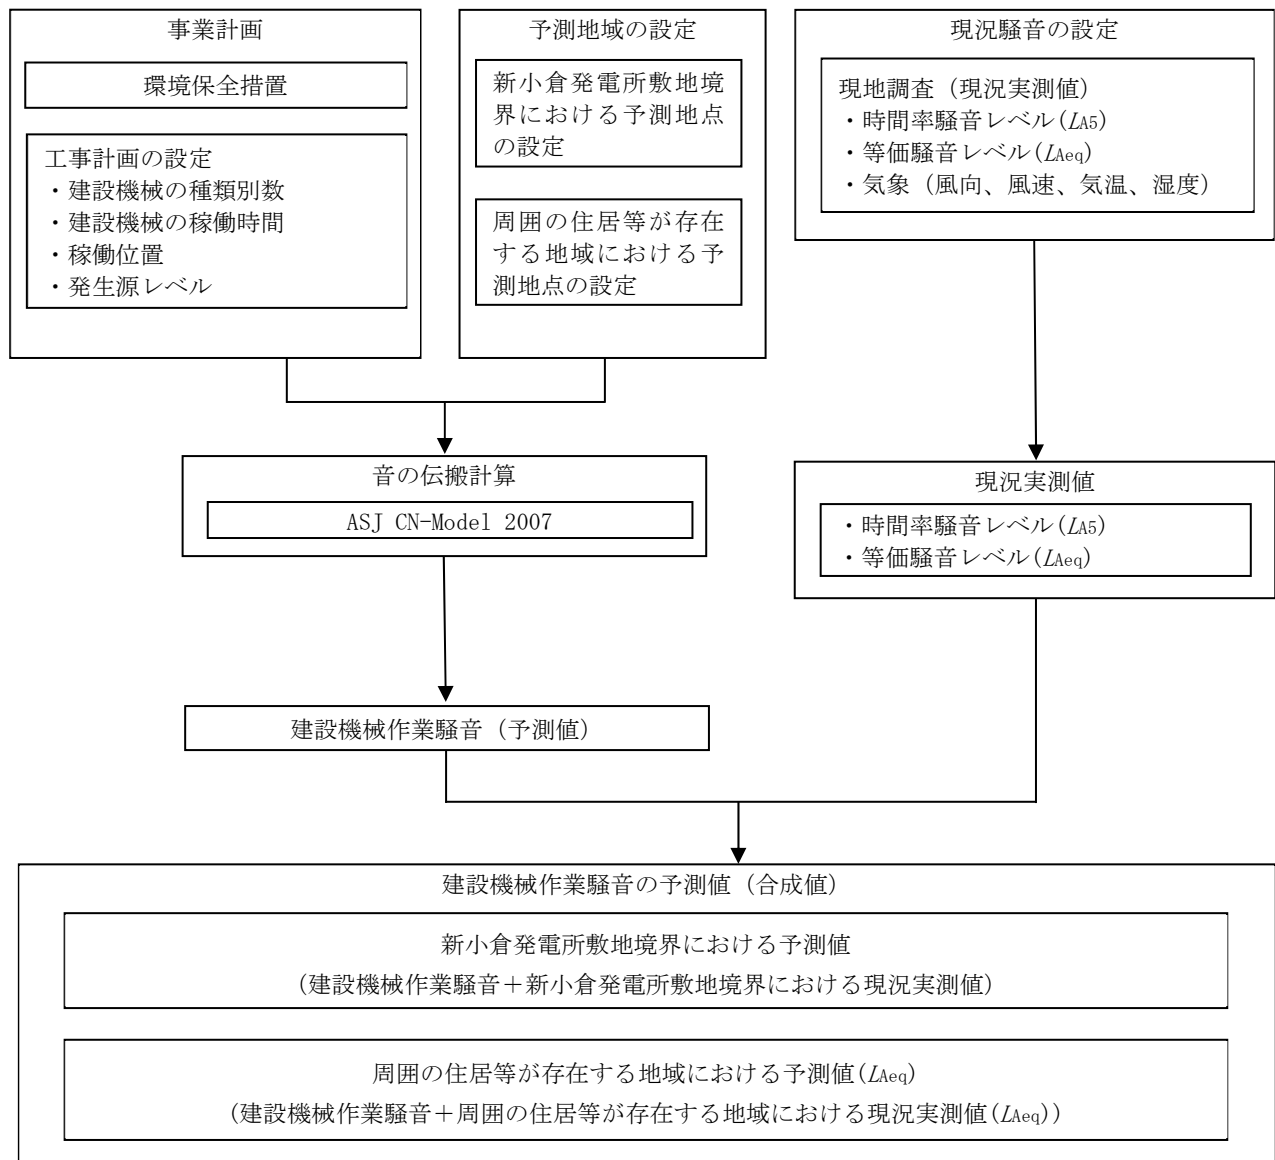 事業計画
環境保全措置
工事計画の設定
・建設機械の種類別数
・建設機械の稼働時間
・稼働位置
・発生源レベル
予測地域の設定
新小倉発電所敷地境
界における予測地点
の設定
周囲の住居等が存在
する地域における予
測地点の設定
現況騒音の設定
現地調査（現況実測値）
・時間率騒音レベル(LA5)
・等価騒音レベル(LAeq)
・気象（風向、風速、気温、湿度）
音の伝搬計算
ASJ CN-Model 2007
現況実測値
・時間率騒音レベル(LA5)
・等価騒音レベル(LAeq)
建設機械作業騒音（予測値）
建設機械作業騒音の予測値（合成値）
新小倉発電所敷地境界における予測値
（建設機械作業騒音＋新小倉発電所敷地境界における現況実測値）
周囲の住居等が存在する地域における予測値(LAeq)
（建設機械作業騒音＋周囲の住居等が存在する地域における現況実測値(LAeq)）